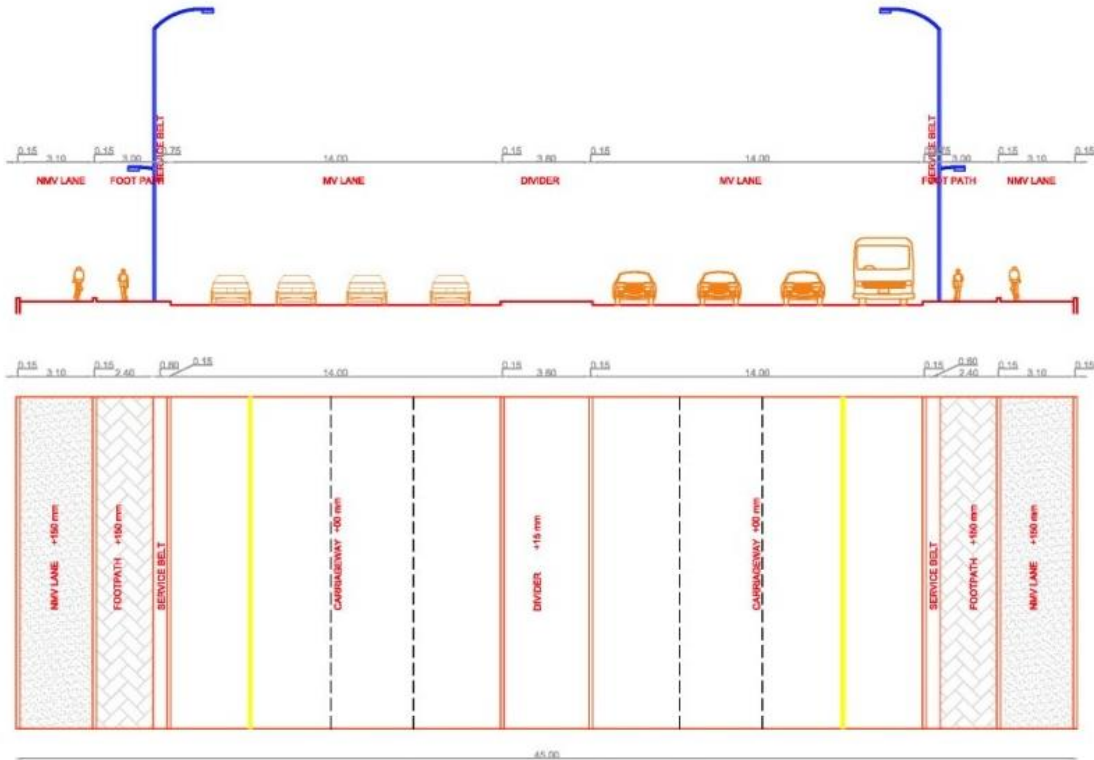 SERVICE BELT
SERVICE BELT
0.15 0.15 0.75 0.15 0.15 0.15 0.15
3.10 3.00 14.00 3.60 14.00 3.00 3.10
NMV LANE FOOT PATH MV LANE DIVIDER MV LANE FOOT PATH NMV LANE
0.15 0.15 0.60 0.15 0.15 0.15 0.15 0.60 0.15 0.15
3.10 2.40 14.00 3.60 14.00 2.40 3.10
NMV LANE +150 mm
FOOTPATH +150 mm
SERVICE BELT
CARRIAGEWAY +00 mm
DIVIDER +15 mm
CARRIAGEWAY +00 mm
SERVICE BELT
FOOTPATH +150 mm
NMV LANE +150 mm
45.00